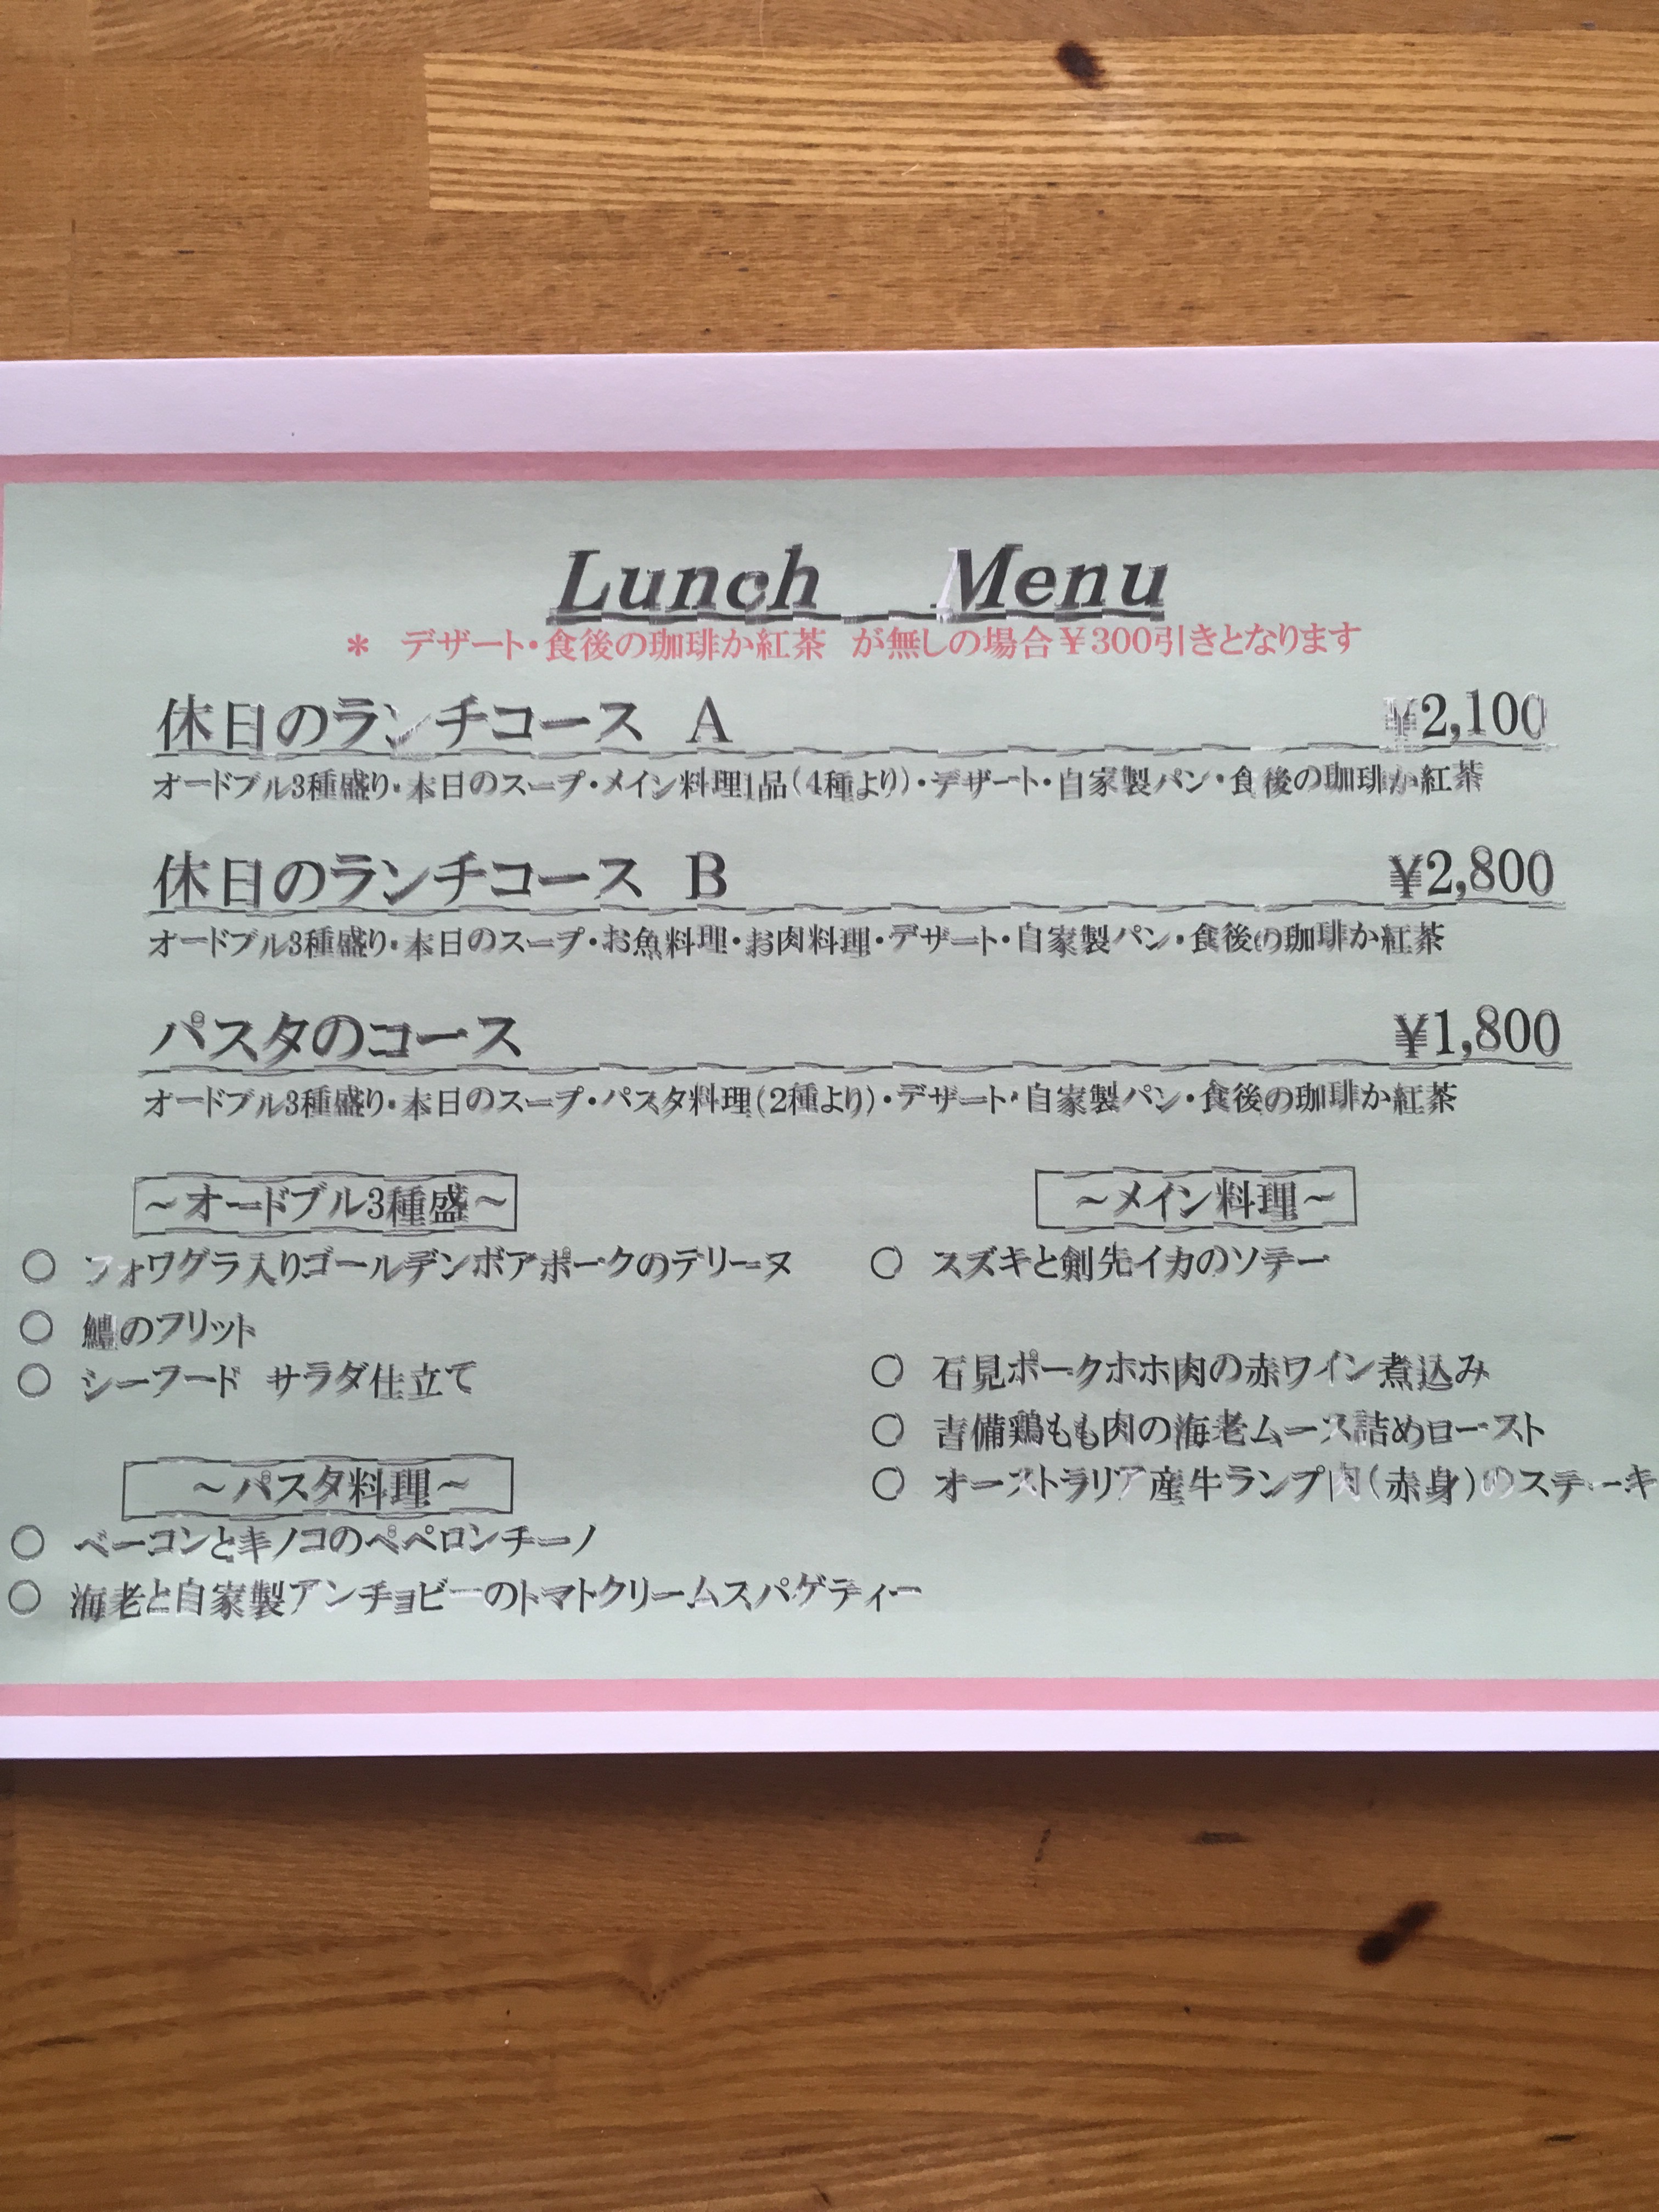 Lunch Menu
* デザート・食後の珈琲か紅茶 が無しの場合¥300引きとなります
休日のランチコース A ¥2,100
オードブル3種盛り・本日のスープ・メイン料理1品(4種より)・デザート・自家製パン・食後の珈琲か紅茶
休日のランチコース B ¥2,800
オードブル3種盛り・本日のスープ・お魚料理・お肉料理・デザート・自家製パン・食後の珈琲か紅茶
パスタのコース ¥1,800
オードブル3種盛り・本日のスープ・パスタ料理(2種より)・デザート・自家製パン・食後の珈琲か紅茶
~オードブル3種盛~
○ フォワグラ入りゴールデンボアポークのテリーヌ
○ のフリット
○ シーフード サラダ仕立て
~パスタ料理~
○ ベーコンとキノコのペペロンチーノ
○ 海老と自家製アンチョビーのトマトクリームスパゲティー
~メイン料理~
○ スズキと剣先イカのソテー
○ 石見ポークホホ肉の赤ワイン煮込み
○ 吉備鶏もも肉の海老ムース詰めロースト
○ オーストラリア産牛ランプ肉(赤身)のステーキ